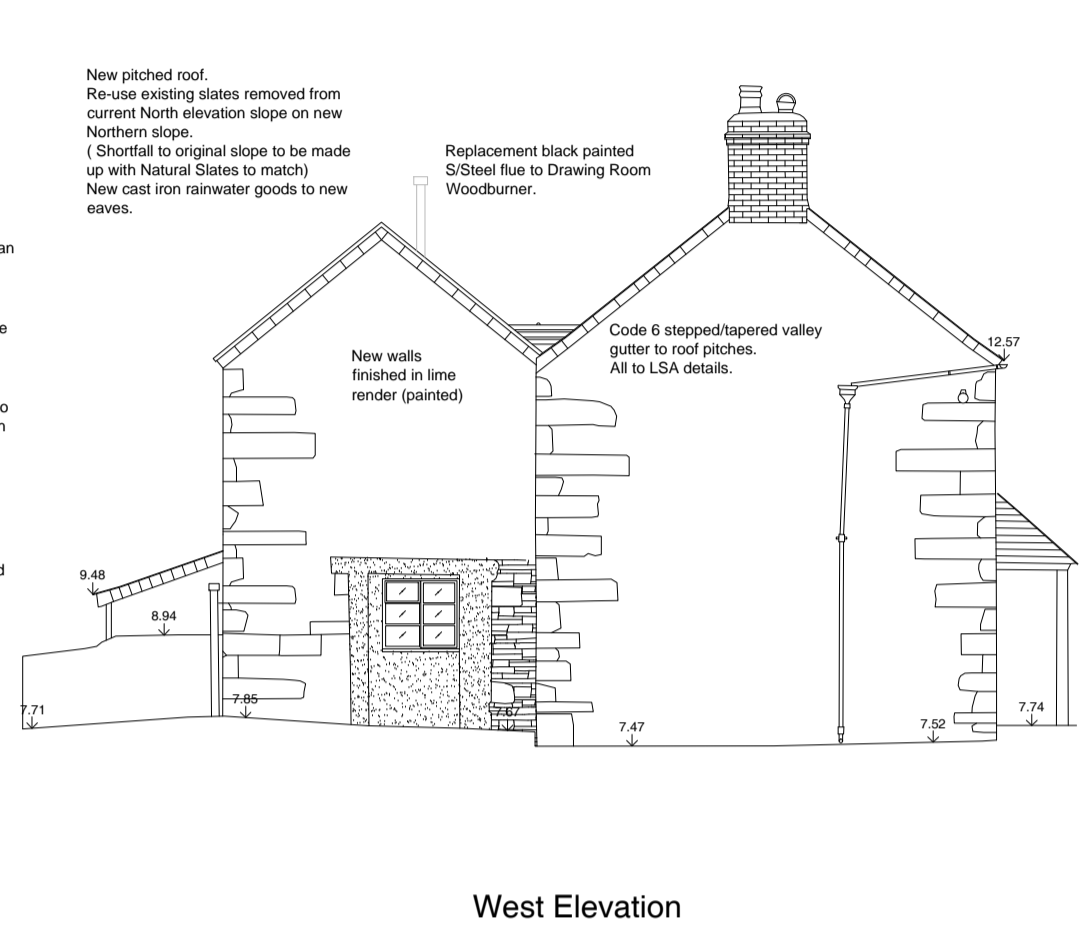 New pitched roof.
Re-use existing slates removed from
current North elevation slope on new
Northern slope.
( Shortfall to original slope to be made
up with Natural Slates to match)
New cast iron rainwater goods to new
eaves.
Replacement black painted
S/Steel flue to Drawing Room
Woodburner.
an
e
o
n
d
New walls
finished in lime
render (painted)
Code 6 stepped/tapered valley
gutter to roof pitches.
All to LSA details.
12.57
9.48
8.94
7.85
7.71
7.67
7.47
7.52
7.74
West Elevation